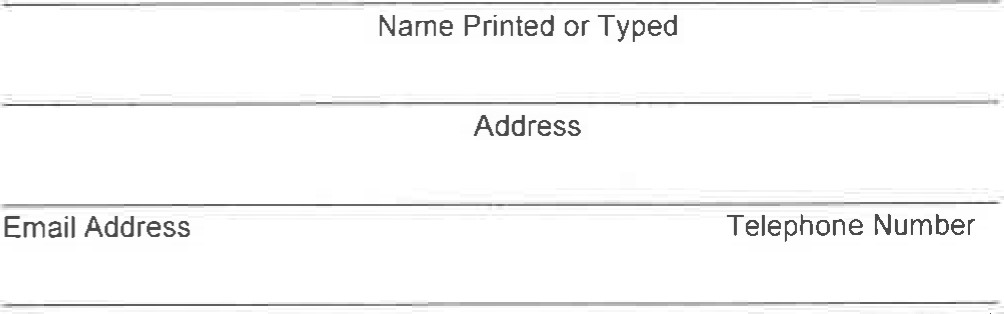 Name Printed or Typed
Address
Email Address Telephone Number